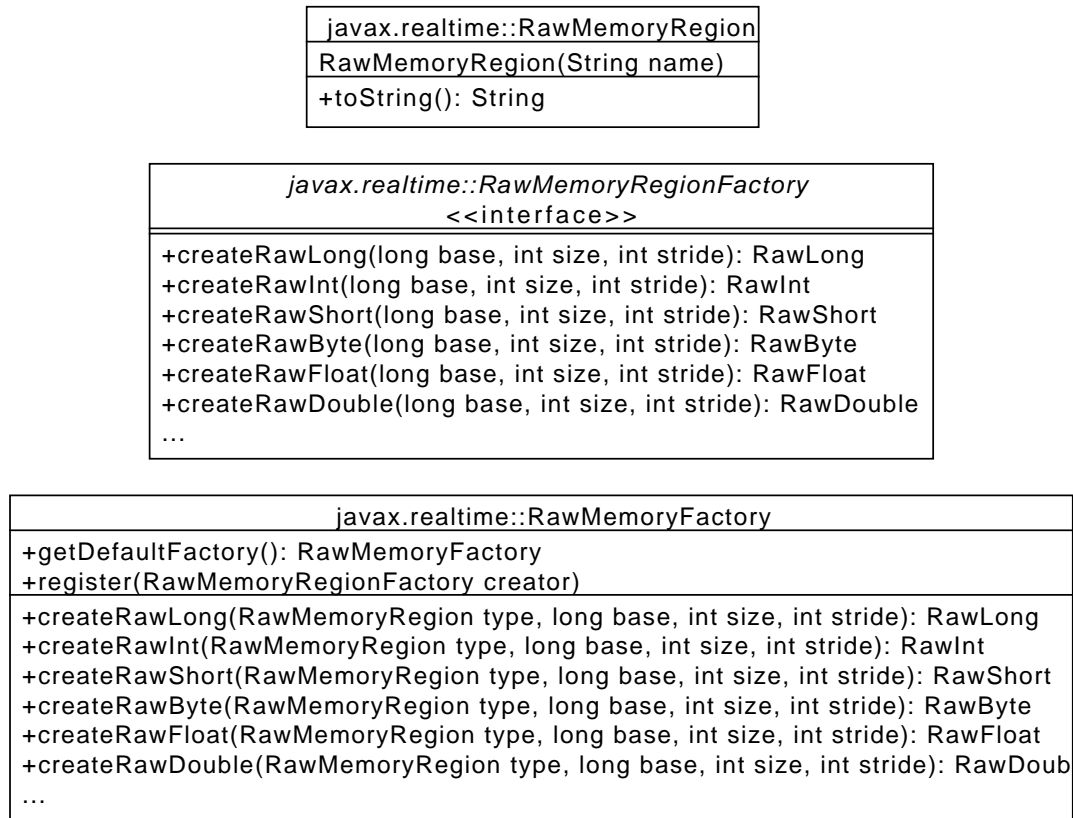 javax.realtime::RawMemoryRegion
RawMemoryRegion(String name)
+toString(): String
javax.realtime::RawMemoryRegionFactory
<<interface>>
+createRawLong(long base, int size, int stride): RawLong
+createRawInt(long base, int size, int stride): RawInt
+createRawShort(long base, int size, int stride): RawShort
+createRawByte(long base, int size, int stride): RawByte
+createRawFloat(long base, int size, int stride): RawFloat
+createRawDouble(long base, int size, int stride): RawDouble
...
javax.realtime::RawMemoryFactory
+getDefaultFactory(): RawMemoryFactory
+register(RawMemoryRegionFactory creator)
+createRawLong(RawMemoryRegion type, long base, int size, int stride): RawLong
+createRawInt(RawMemoryRegion type, long base, int size, int stride): RawInt
+createRawShort(RawMemoryRegion type, long base, int size, int stride): RawShort
+createRawByte(RawMemoryRegion type, long base, int size, int stride): RawByte
+createRawFloat(RawMemoryRegion type, long base, int size, int stride): RawFloat
+createRawDouble(RawMemoryRegion type, long base, int size, int stride): RawDoub
...